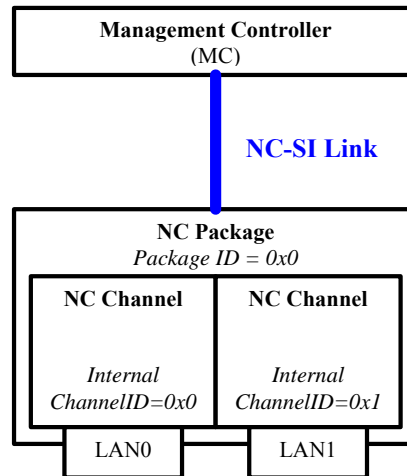 Management Controller
(MC)
NC-SI Link
NC Package
Package ID = 0x0
NC Channel
Internal
ChannelID=0x0
NC Channel
Internal
ChannelID=0x1
LAN0
LAN1